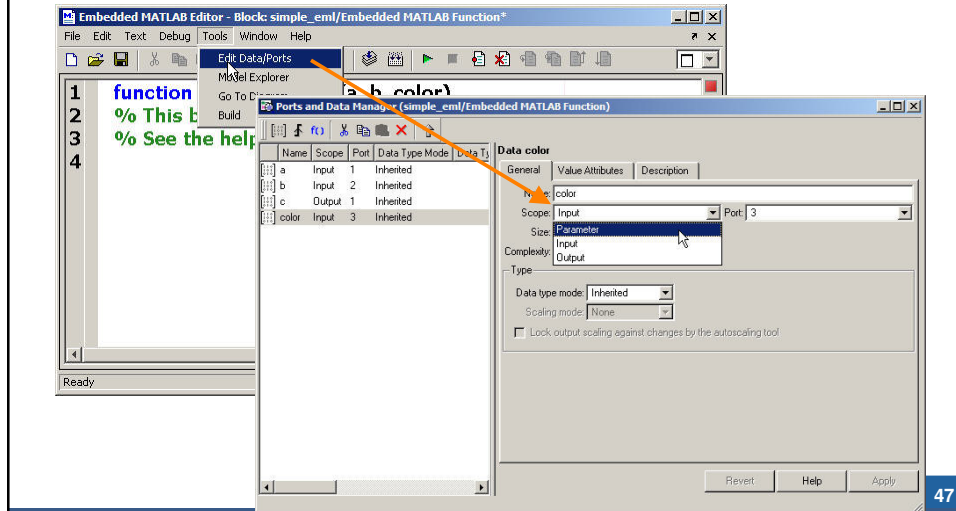 Embedded MATLAB Editor - Block: simple_eml/Embedded MATLAB Function*
File Edit Text Debug Tools Window Help
Edit Data/Ports
Model Explorer
Go To
Build
1 function (a, b, color)
2 % This b
3 % See the help
4
Ready
Ports and Data Manager (simple_eml/Embedded MATLAB Function)
Name Scope Port Data Type Mode Data Ty
a Input 1 Inherited
b Input 2 Inherited
c Output 1 Inherited
color Input 3 Inherited
Data color
General Value Attributes Description
Name: color
Scope: Input Port: 3
Size: Parameter
Input
Complexity: Output
Type
Data type mode: Inherited
Scaling mode: None
Lock output scaling against changes by the autoscaling tool
Revert Help Apply
47